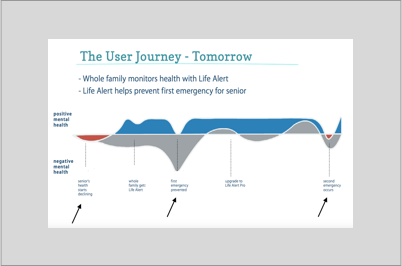 The User Journey - Tomorrow
- Whole family monitors health with Life Alert
- Life Alert helps prevent first emergency for senior
positive
mental
health
negative
mental
health
senior's
health
starts
declining
whole
family gets
Life Alert
first
emergency
prevented
upgrade to
Life Alert Pro
second
emergency
occurs